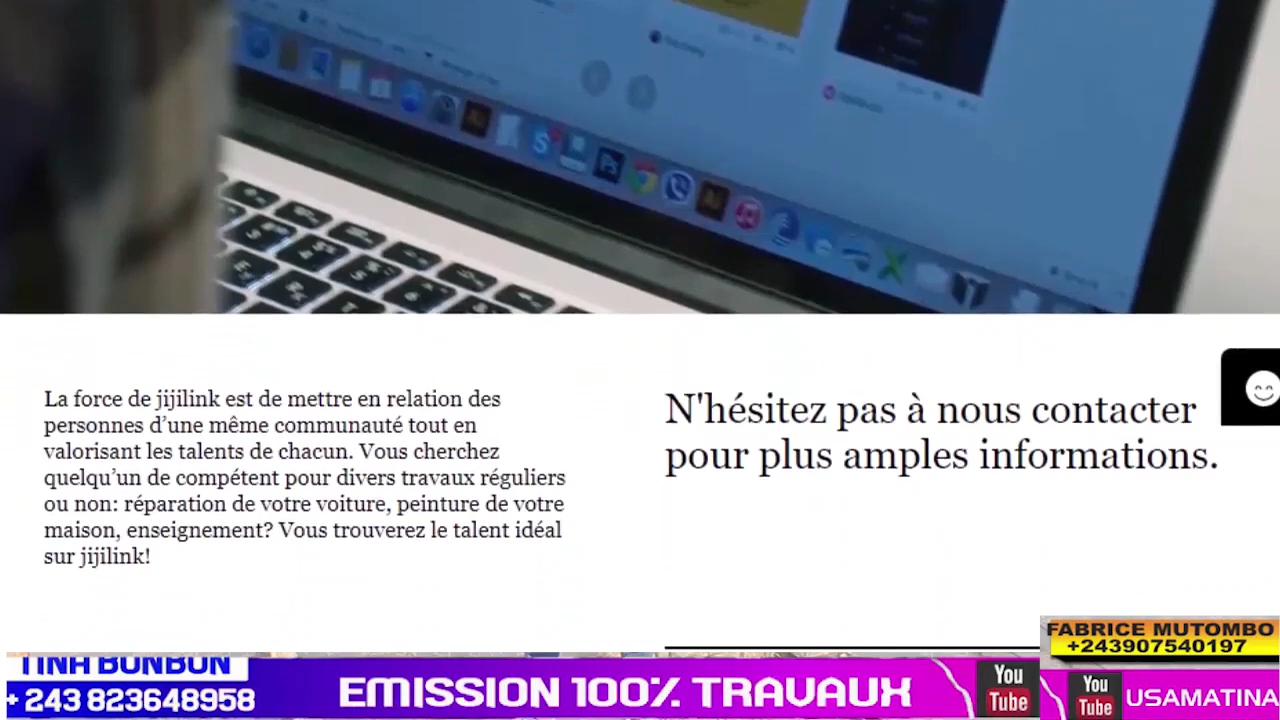 La force de jijilink est de mettre en relation des
personnes d’une même communauté tout en
valorisant les talents de chacun. Vous cherchez
quelqu’un de compétent pour divers travaux réguliers
ou non: réparation de votre voiture, peinture de votre
maison, enseignement? Vous trouverez le talent idéal
sur jijilink!
N'hésitez pas à nous contacter
pour plus amples informations.
FABRICE MUTOMBO
+243907540197
TINA BONBON
+ 243 823648958
EMISSION 100% TRAVAUX
You
Tube
You
Tube
USAMATINA